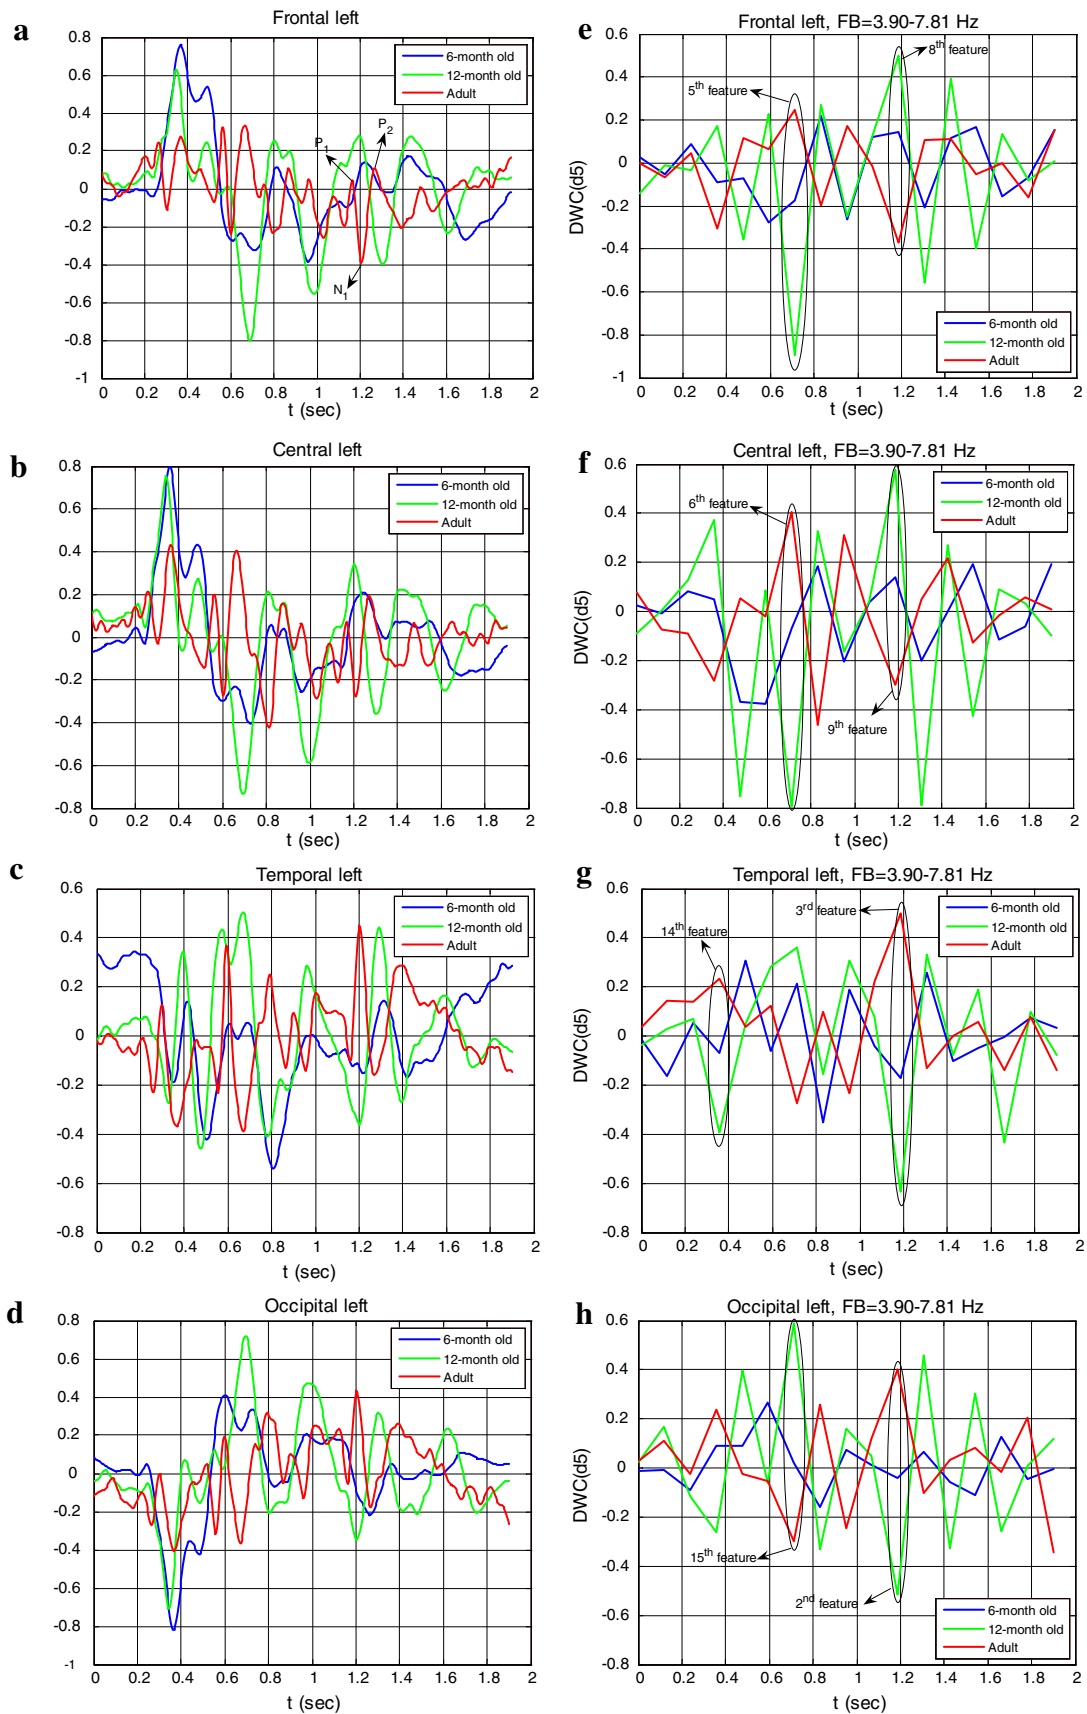 a
Frontal left
0.8
0.6
0.4
0.2
0
-0.2
-0.4
-0.6
-0.8
-1
6-month old
12-month old
Adult
P1
P2
N1
0 0.2 0.4 0.6 0.8 1 1.2 1.4 1.6 1.8 2
t (sec)
e
Frontal left, FB=3.90-7.81 Hz
DWC(d5)
0.6
0.4
0.2
0
-0.2
-0.4
-0.6
-0.8
-1
5th feature
8th feature
6-month old
12-month old
Adult
0 0.2 0.4 0.6 0.8 1 1.2 1.4 1.6 1.8 2
t (sec)
b
Central left
0.8
0.6
0.4
0.2
0
-0.2
-0.4
-0.6
-0.8
6-month old
12-month old
Adult
0 0.2 0.4 0.6 0.8 1 1.2 1.4 1.6 1.8 2
t (sec)
f
Central left, FB=3.90-7.81 Hz
DWC(d5)
0.6
0.4
0.2
0
-0.2
-0.4
-0.6
-0.8
6-month old
12-month old
Adult
6th feature
9th feature
0 0.2 0.4 0.6 0.8 1 1.2 1.4 1.6 1.8 2
t (sec)
c
Temporal left
0.6
0.4
0.2
0
-0.2
-0.4
-0.6
-0.8
6-month old
12-month old
Adult
0 0.2 0.4 0.6 0.8 1 1.2 1.4 1.6 1.8 2
t (sec)
g
Temporal left, FB=3.90-7.81 Hz
DWC(d5)
0.6
0.4
0.2
0
-0.2
-0.4
-0.6
-0.8
3rd feature
14th feature
6-month old
12-month old
Adult
0 0.2 0.4 0.6 0.8 1 1.2 1.4 1.6 1.8 2
t (sec)
d
Occipital left
0.8
0.6
0.4
0.2
0
-0.2
-0.4
-0.6
-0.8
-1
6-month old
12-month old
Adult
0 0.2 0.4 0.6 0.8 1 1.2 1.4 1.6 1.8 2
t (sec)
h
Occipital left, FB=3.90-7.81 Hz
DWC(d5)
0.6
0.4
0.2
0
-0.2
-0.4
-0.6
-0.8
15th feature
2nd feature
6-month old
12-month old
Adult
0 0.2 0.4 0.6 0.8 1 1.2 1.4 1.6 1.8 2
t (sec)